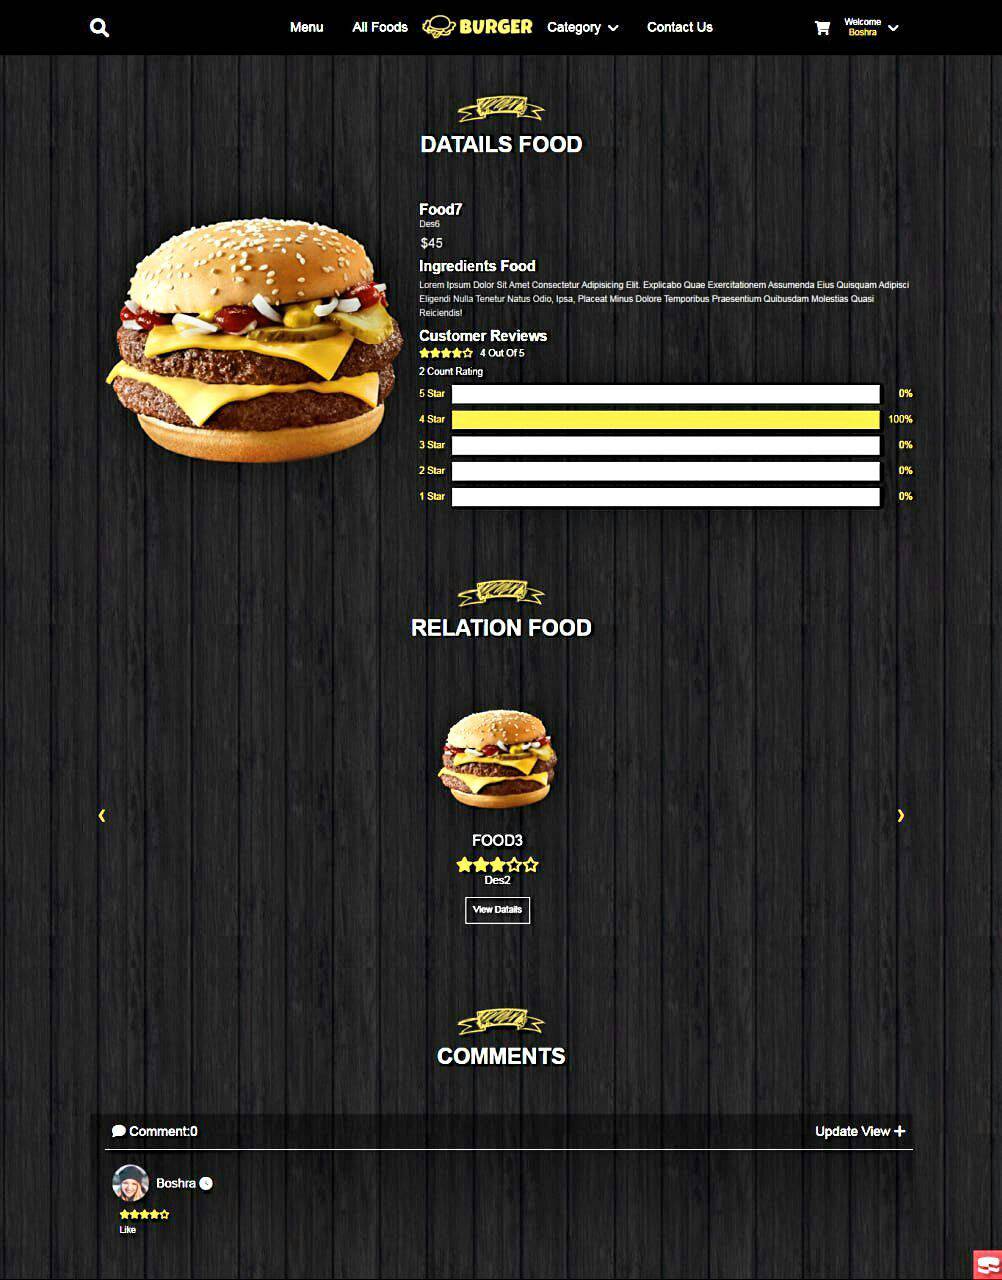 Menu
All Foods
BURGER
Category
Contact Us
Welcome
Boshra
DATAILS FOOD
Food7
Des6
$45
Ingredients Food
Lorem Ipsum Dolor Sit Amet Consectetur Adipisicing Elit. Explicabo Quae Exercitationem Assumenda Eius Quisquam Adipisci
Eligendi Nulla Tenetur Natus Odio, Ipsa, Placeat Minus Dolore Temporibus Praesentium Quibusdam Molestias Quasi
Reiciendis!
Customer Reviews
4 Out Of 5
2 Count Rating
5 Star 0%
4 Star 100%
3 Star 0%
2 Star 0%
1 Star 0%
RELATION FOOD
FOOD3
Des2
View Datails
COMMENTS
Comment:0
Update View
Boshra
Like